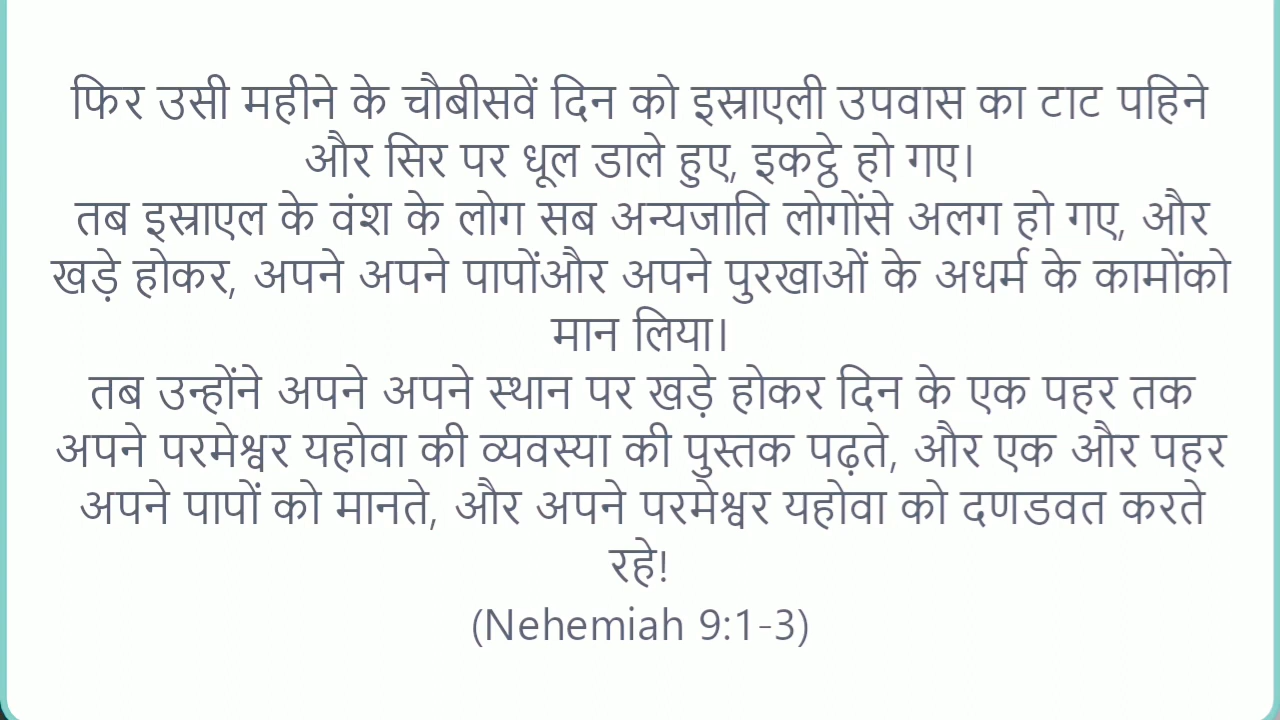 फिर उसी महीने के चौबीसवें दिन को इस्राएली उपवास का टाट पहिने
और सिर पर धूल डाले हुए, इकट्ठे हो गए।
तब इस्राएल के वंश के लोग सब अन्यजाति लोगोंसे अलग हो गए, और
खड़े होकर, अपने अपने पापोंऔर अपने पुरखाओं के अधर्म के कामोंको
मान लिया।
तब उन्होंने अपने अपने स्थान पर खड़े होकर दिन के एक पहर तक
अपने परमेश्वर यहोवा की व्यवस्या की पुस्तक पढ़ते, और एक और पहर
अपने पापों को मानते, और अपने परमेश्वर यहोवा को दणडवत करते
रहे!
(Nehemiah 9:1-3)